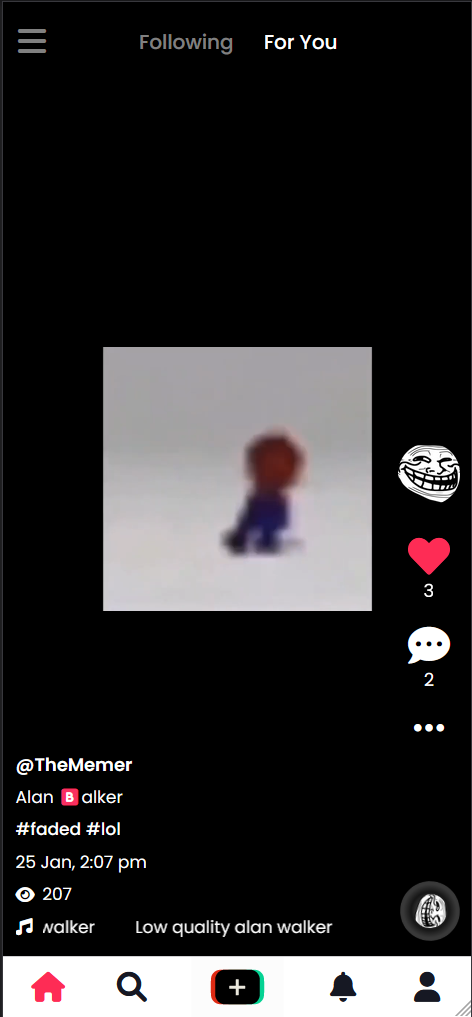 Following For You
3
2
@TheMemer
Alan 🅱alker
#faded #lol
25 Jan, 2:07 pm
207
walker Low quality alan walker